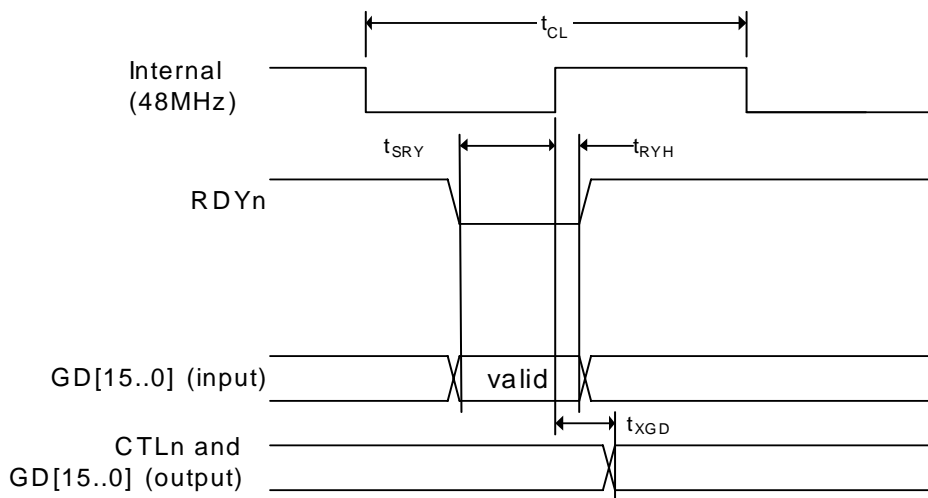 tCL
Internal
(48MHz)
tSRY
tRYH
RDYn
GD[15..0] (input)
valid
tXGD
CTLn and
GD[15..0] (output)